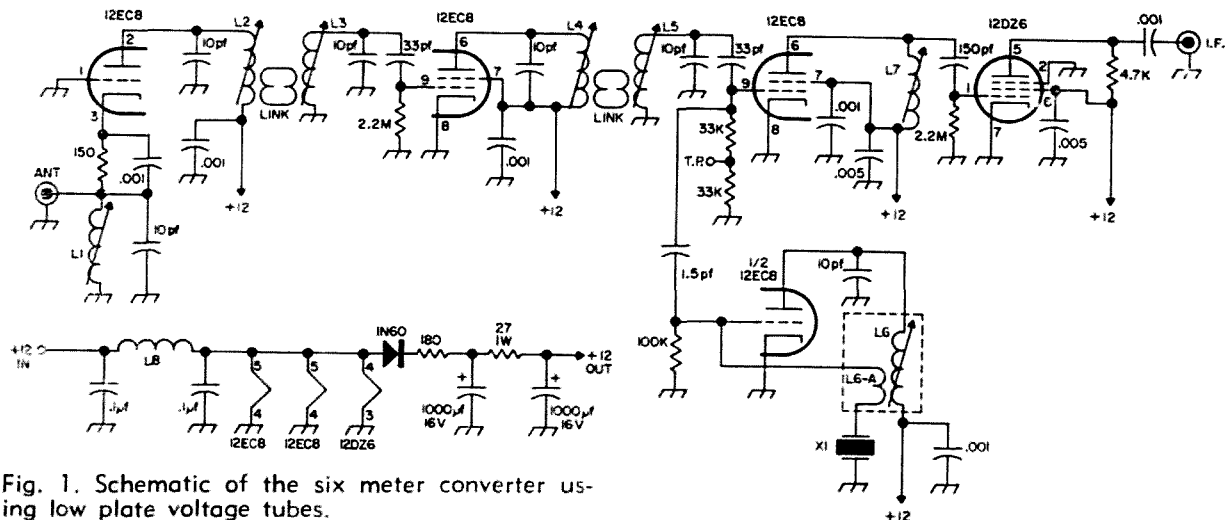 12EC8
2
1
3
10pf
L2
L3
LINK
10pf
33pf
12EC8
6
9
7
8
2.2M
10pf
.001
L4
L5
LINK
10pf
33pf
12EC8
6
9
7
8
.001
.005
L7
150pf
12DZ6
5
2
1
6
7
2.2M
.005
4.7K
.001
I.F.
150
.001
.001
ANT
L1
10pf
+12
+12
33K
T.P.
33K
+12
+12
1.5pf
1/2
12EC8
10pf
100K
L6
L6-A
X1
.001
+12
+12
IN
L8
.1µf
.1µf
5
4
12EC8
5
4
12EC8
4
3
12DZ6
1N60
180
27
1W
+12
OUT
+
1000µf
16V
+
1000µf
16V
Fig. 1. Schematic of the six meter converter us-
ing low plate voltage tubes.